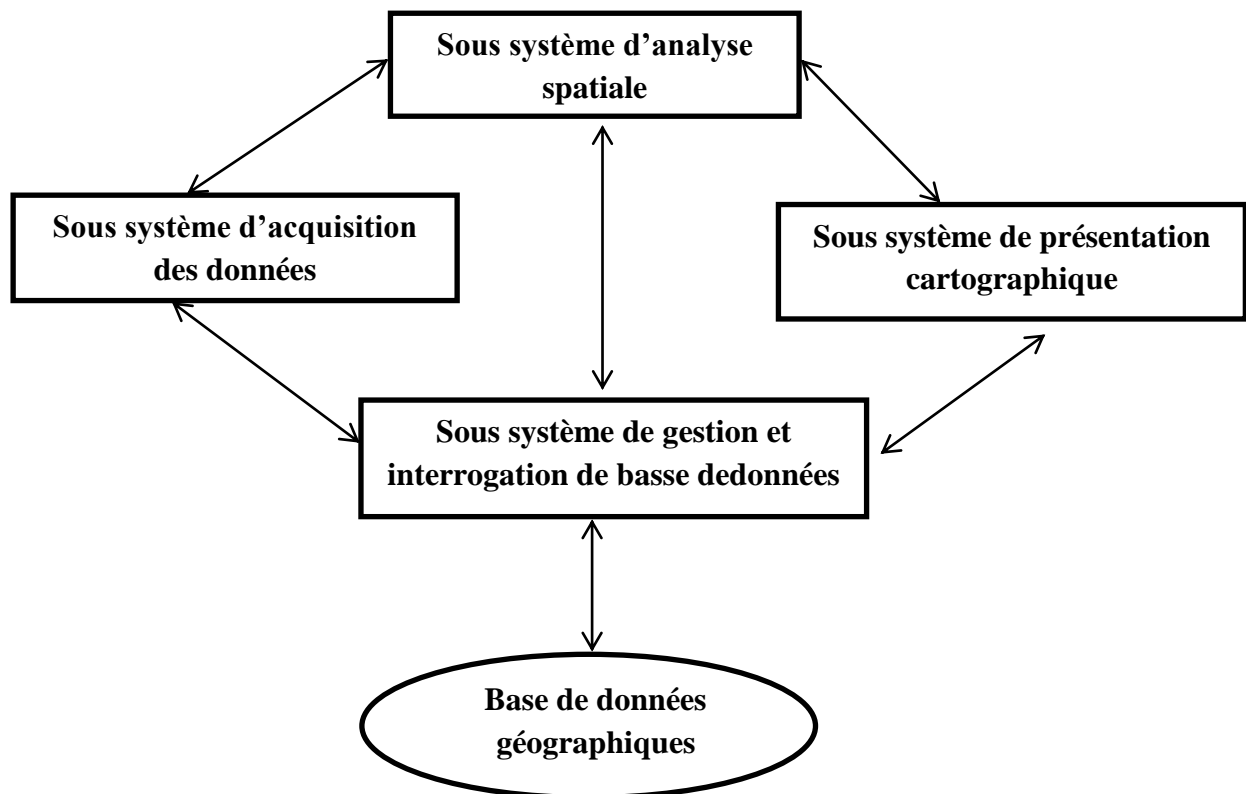 Sous système d’analyse
spatiale
Sous système d’acquisition
des données
Sous système de présentation
cartographique
Sous système de gestion et
interrogation de basse dedonnées
Base de données
géographiques